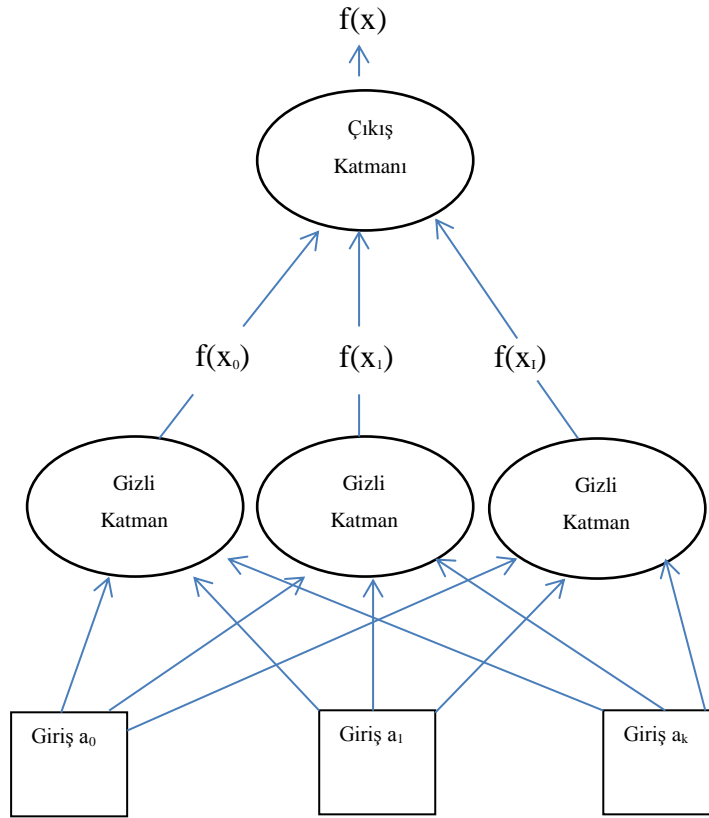 f(x)
Çıkış
Katmanı
f(x₀) f(x₁) f(xI)
Gizli
Katman
Gizli
Katman
Gizli
Katman
Giriş a₀ Giriş a₁ Giriş aₖ